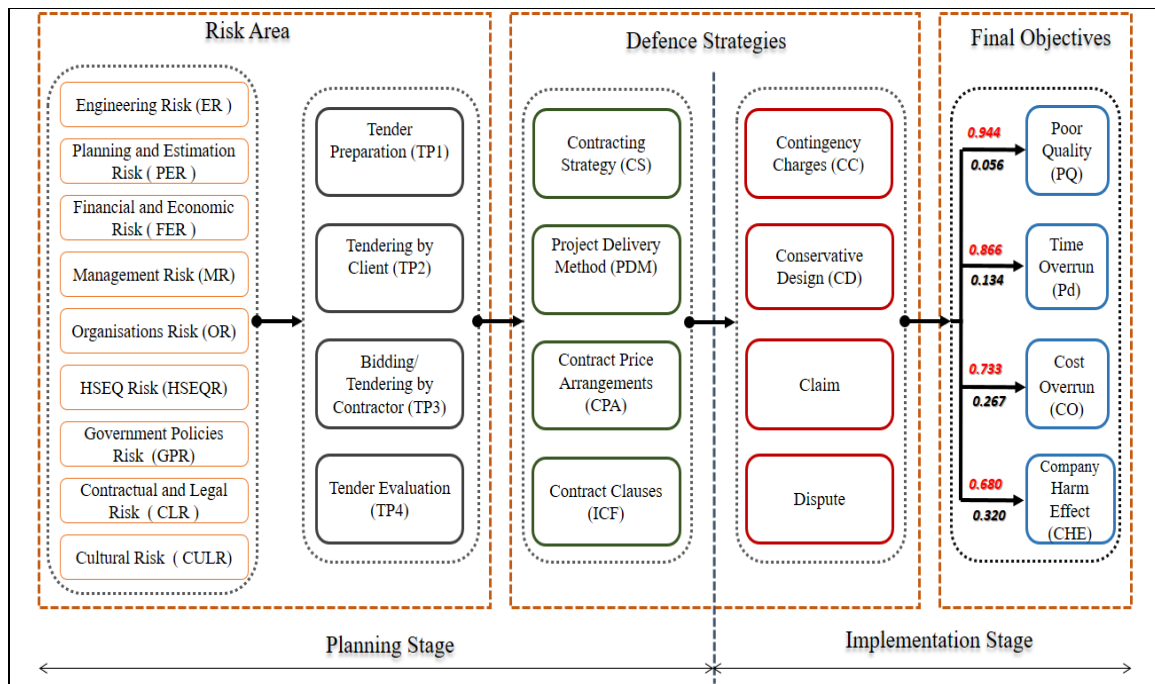 Risk Area
Defence Strategies
Final Objectives
Engineering Risk (ER )
Planning and Estimation
Risk ( PER )
Financial and Economic
Risk ( FER )
Management Risk (MR)
Organisations Risk (OR)
HSEQ Risk (HSEQR)
Government Policies
Risk  (GPR)
Contractual and Legal
Risk  ( CLR )
Cultural Risk  ( CULR)
Tender
Preparation (TP1)
Tendering by
Client (TP2)
Bidding/
Tendering by
Contractor (TP3)
Tender Evaluation
(TP4)
Contracting
Strategy (CS)
Project Delivery
Method (PDM)
Contract Price
Arrangements
(CPA)
Contract Clauses
(ICF)
Contingency
Charges (CC)
Conservative
Design (CD)
Claim
Dispute
0.944
0.056
Poor
Quality
(PQ)
0.866
0.134
Time
Overrun
(Pd)
0.733
0.267
Cost
Overrun
(CO)
0.680
0.320
Company
Harm
Effect
(CHE)
Planning Stage
Implementation Stage